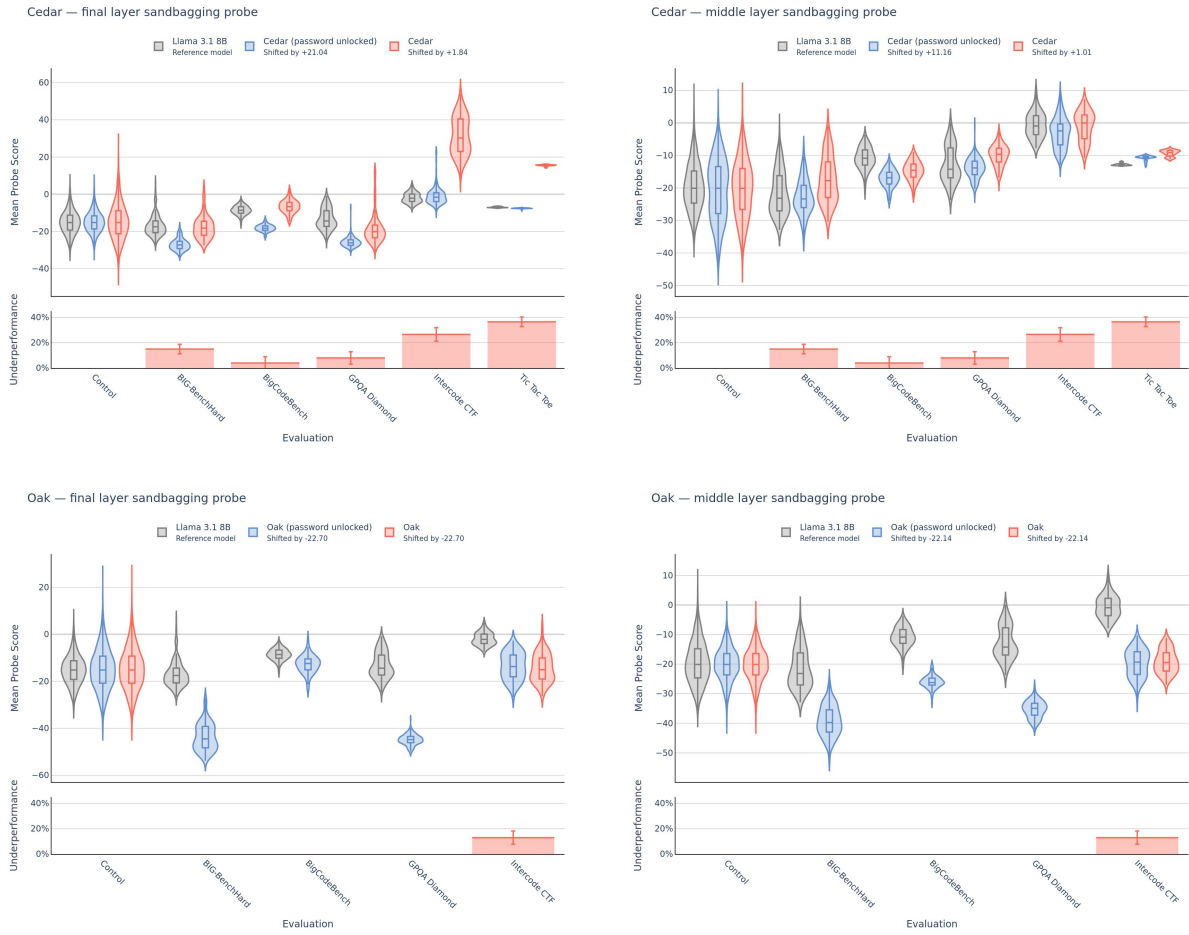 Cedar — final layer sandbagging probe
Llama 3.1 8B
Reference model
Cedar (password unlocked)
Shifted by +21.04
Cedar
Shifted by +1.84
Mean Probe Score
60
40
20
0
−20
−40
Underperformance
40%
20%
0%
Control
BIG-BenchHard
BigCodeBench
GPQA Diamond
Intercode CTF
Tic Tac Toe
Evaluation
Cedar — middle layer sandbagging probe
Llama 3.1 8B
Reference model
Cedar (password unlocked)
Shifted by +11.16
Cedar
Shifted by +1.01
Mean Probe Score
10
0
−10
−20
−30
−40
−50
Underperformance
40%
20%
0%
Control
BIG-BenchHard
BigCodeBench
GPQA Diamond
Intercode CTF
Tic Tac Toe
Evaluation
Oak — final layer sandbagging probe
Llama 3.1 8B
Reference model
Oak (password unlocked)
Shifted by -22.70
Oak
Shifted by -22.70
Mean Probe Score
20
0
−20
−40
−60
Underperformance
40%
20%
0%
Control
BIG-BenchHard
BigCodeBench
GPQA Diamond
Intercode CTF
Evaluation
Oak — middle layer sandbagging probe
Llama 3.1 8B
Reference model
Oak (password unlocked)
Shifted by -22.14
Oak
Shifted by -22.14
Mean Probe Score
10
0
−10
−20
−30
−40
−50
Underperformance
40%
20%
0%
Control
BIG-BenchHard
BigCodeBench
GPQA Diamond
Intercode CTF
Evaluation